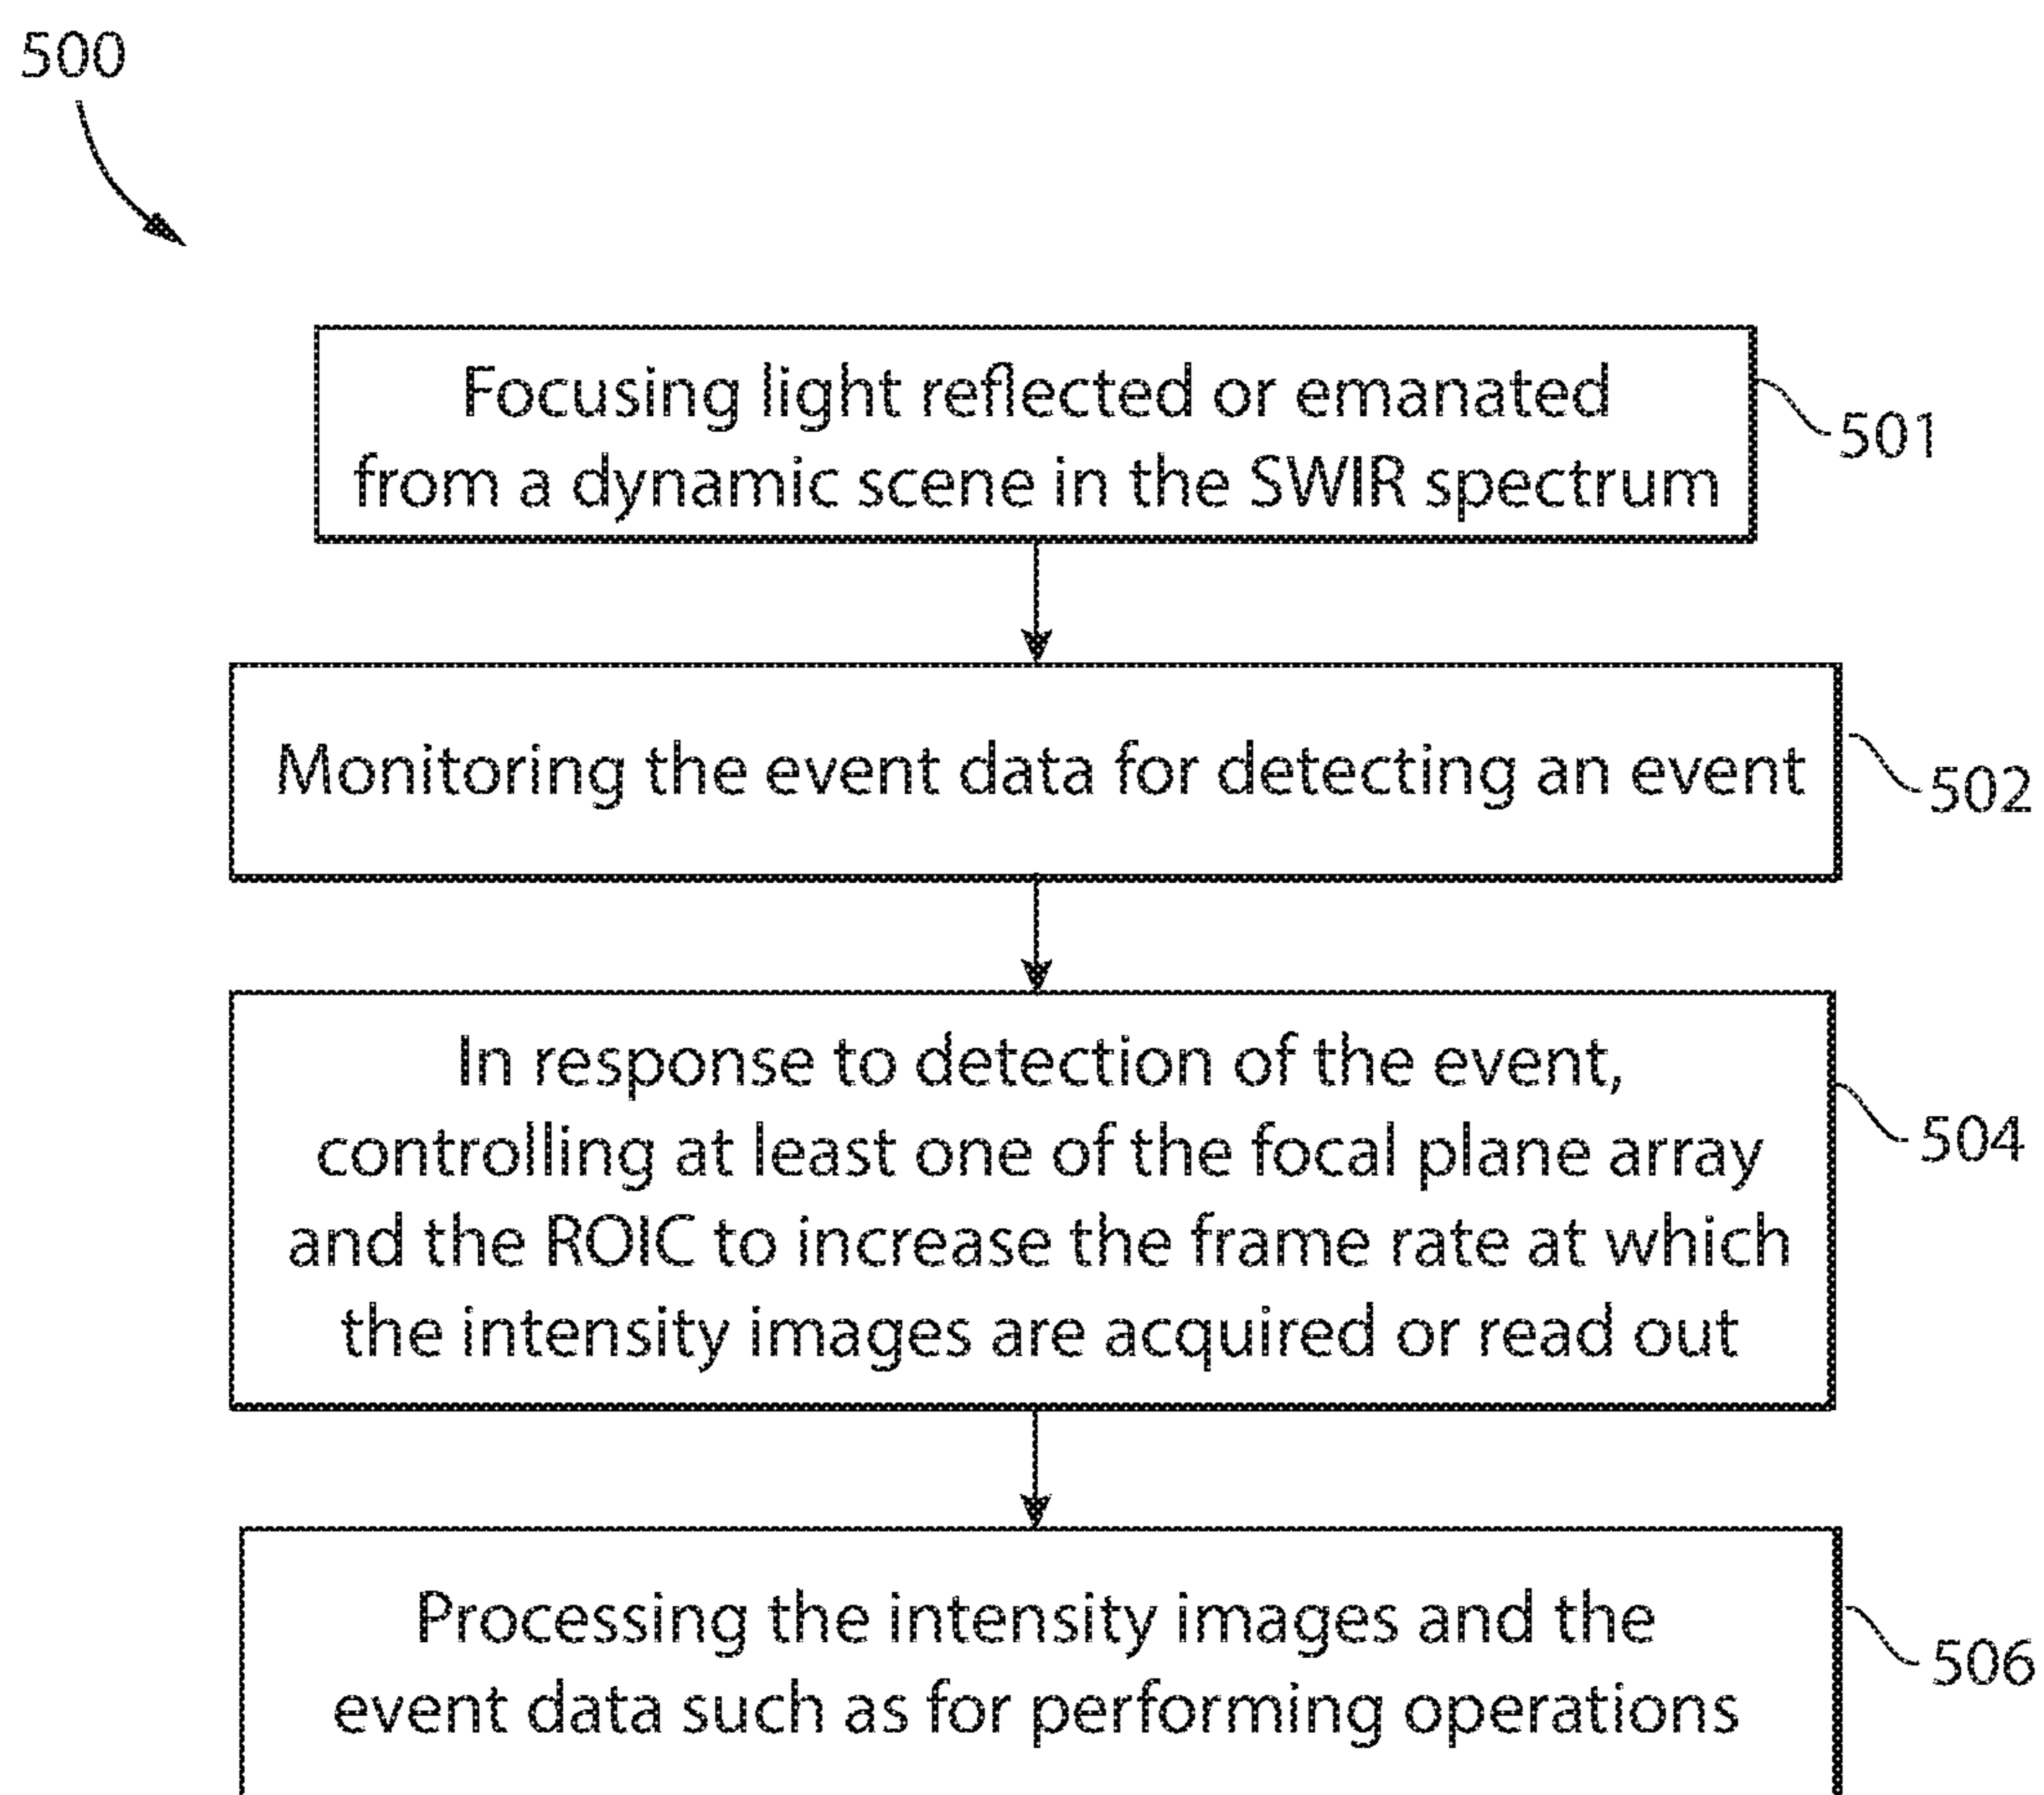 500
Focusing light reflected or emanated
from a dynamic scene in the SWIR spectrum
501
Monitoring the event data for detecting an event
502
In response to detection of the event,
controlling at least one of the focal plane array
and the ROIC to increase the frame rate at which
the intensity images are acquired or read out
504
Processing the intensity images and the
event data such as for performing operations
506